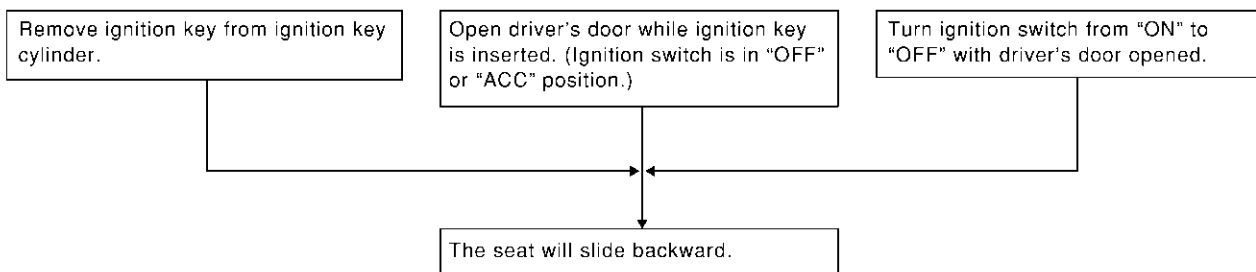 Remove ignition key from ignition key
cylinder.
Open driver's door while ignition key
is inserted. (Ignition switch is in “OFF”
or “ACC” position.)
Turn ignition switch from “ON” to
“OFF” with driver's door opened.
The seat will slide backward.